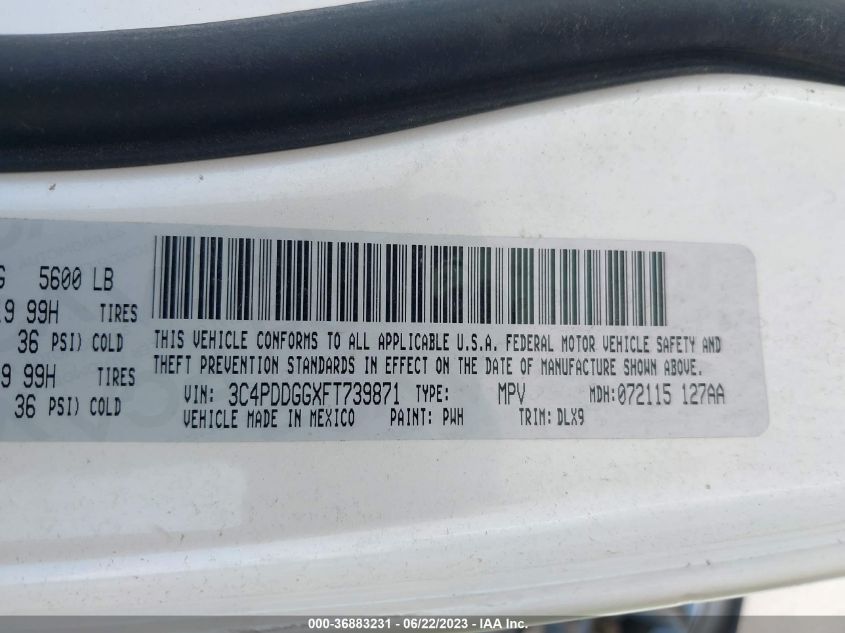 G 5600 LB
19 99H TIRES
36 PSI) COLD
9 99H TIRES
36 PSI) COLD
THIS VEHICLE CONFORMS TO ALL APPLICABLE U.S.A. FEDERAL MOTOR VEHICLE SAFETY AND
THEFT PREVENTION STANDARDS IN EFFECT ON THE DATE OF MANUFACTURE SHOWN ABOVE.
VIN: 3C4PDDGGXFT739871 TYPE: MPV MDH:072115 127AA
VEHICLE MADE IN MEXICO PAINT: PWH TRIM: DLX9
000-36883231 - 06/22/2023 - IAA Inc.